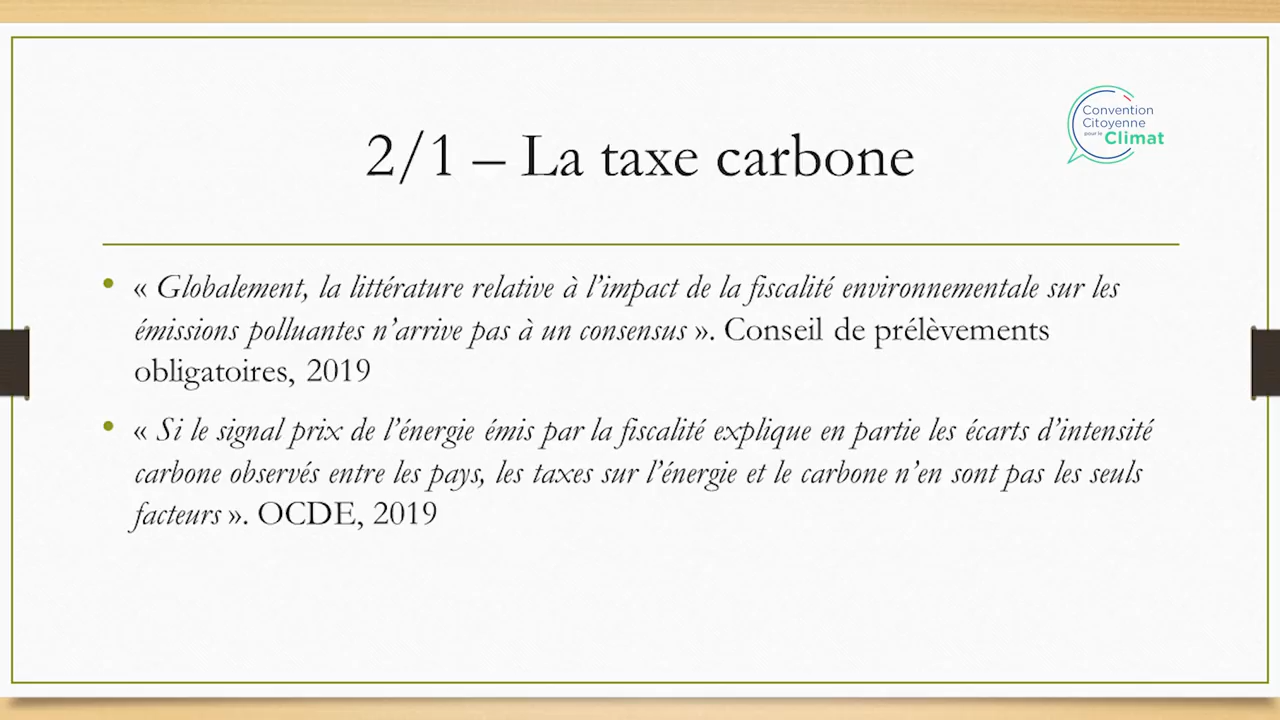 Convention
Citoyenne
pour le Climat
2/1 – La taxe carbone
• « Globalement, la littérature relative à l’impact de la fiscalité environnementale sur les
émissions polluantes n’arrive pas à un consensus ». Conseil de prélèvements
obligatoires, 2019
• « Si le signal prix de l’énergie émis par la fiscalité explique en partie les écarts d’intensité
carbone observés entre les pays, les taxes sur l’énergie et le carbone n’en sont pas les seuls
facteurs ». OCDE, 2019